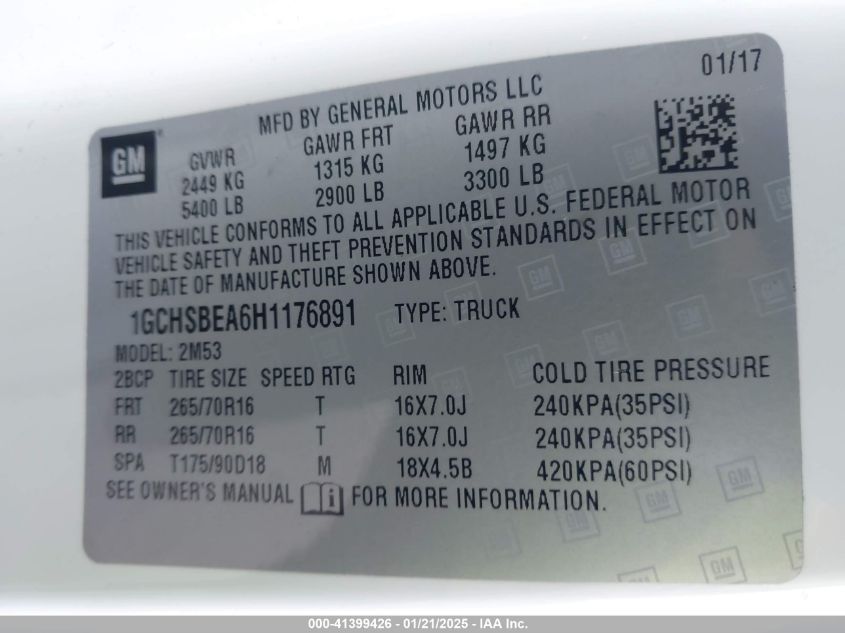 01/17
MFD BY GENERAL MOTORS LLC
GM
GVWR GAWR FRT GAWR RR
2449 KG 1315 KG 1497 KG
5400 LB 2900 LB 3300 LB
THIS VEHICLE CONFORMS TO ALL APPLICABLE U.S. FEDERAL MOTOR
VEHICLE SAFETY AND THEFT PREVENTION STANDARDS IN EFFECT ON
THE DATE OF MANUFACTURE SHOWN ABOVE.
1GCHSBEA6H1176891 TYPE: TRUCK
MODEL: 2M53
2BCP TIRE SIZE SPEED RTG RIM COLD TIRE PRESSURE
FRT 265/70R16 T 16X7.0J 240KPA(35PSI)
RR 265/70R16 T 16X7.0J 240KPA(35PSI)
SPA T175/90D18 M 18X4.5B 420KPA(60PSI)
SEE OWNER'S MANUAL i FOR MORE INFORMATION.
000-41399426 - 01/21/2025 - IAA Inc.